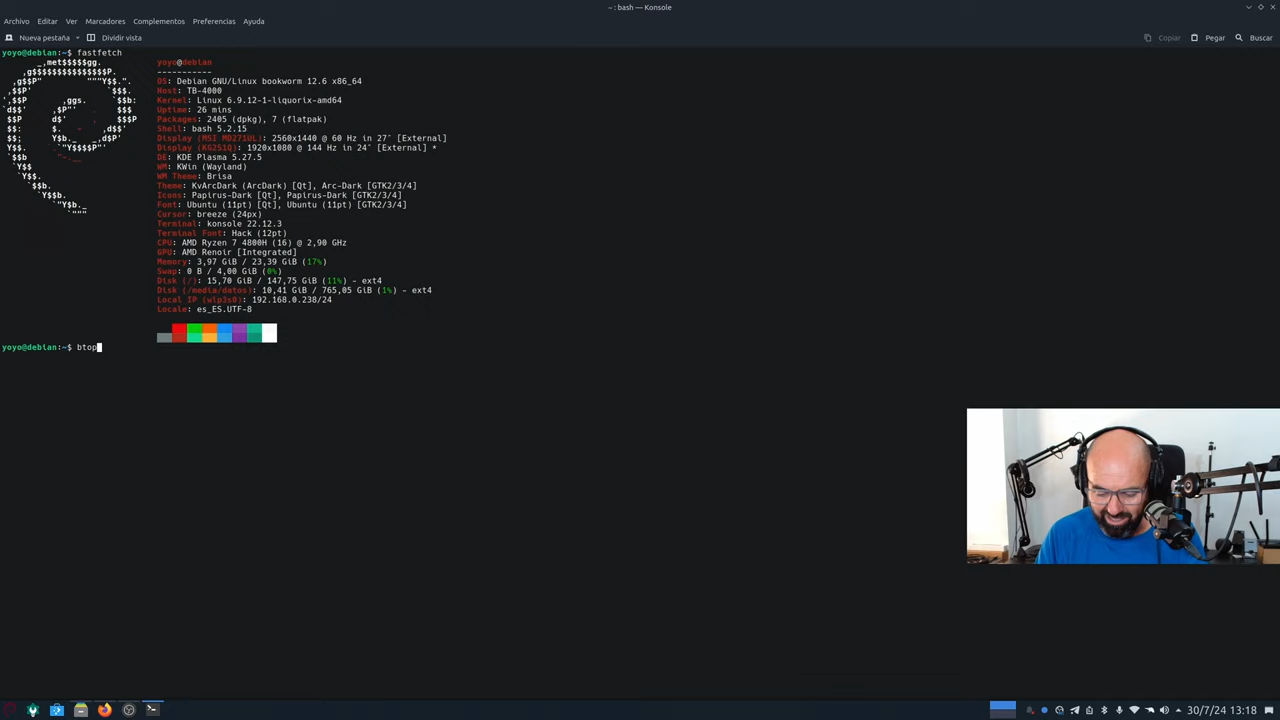 ~ : bash — Konsole
Archivo Editar Ver Marcadores Complementos Preferencias Ayuda
Nueva pestaña Dividir vista Copiar Pegar Buscar
yoyo@debian:~$ fastfetch
yoyo@debian
-----------
OS: Debian GNU/Linux bookworm 12.6 x86_64
Host: TB-4000
Kernel: Linux 6.9.12-1-liquorix-amd64
Uptime: 26 mins
Packages: 2405 (dpkg), 7 (flatpak)
Shell: bash 5.2.15
Display (MSI MD271UL): 2560x1440 @ 60 Hz in 27″ [External]
Display (KG251Q): 1920x1080 @ 144 Hz in 24″ [External] *
DE: KDE Plasma 5.27.5
WM: KWin (Wayland)
WM Theme: Brisa
Theme: KvArcDark (ArcDark) [Qt], Arc-Dark [GTK2/3/4]
Icons: Papirus-Dark [Qt], Papirus-Dark [GTK2/3/4]
Font: Ubuntu (11pt) [Qt], Ubuntu (11pt) [GTK2/3/4]
Cursor: breeze (24px)
Terminal: konsole 22.12.3
Terminal Font: Hack (12pt)
CPU: AMD Ryzen 7 4800H (16) @ 2,90 GHz
GPU: AMD Renoir [Integrated]
Memory: 3,97 GiB / 23,39 GiB (17%)
Swap: 0 B / 4,00 GiB (0%)
Disk (/): 15,70 GiB / 147,75 GiB (11%) - ext4
Disk (/media/datos): 10,41 GiB / 765,05 GiB (1%) - ext4
Local IP (wlp3s0): 192.168.0.238/24
Locale: es_ES.UTF-8
yoyo@debian:~$ btop
30/7/24 13:18